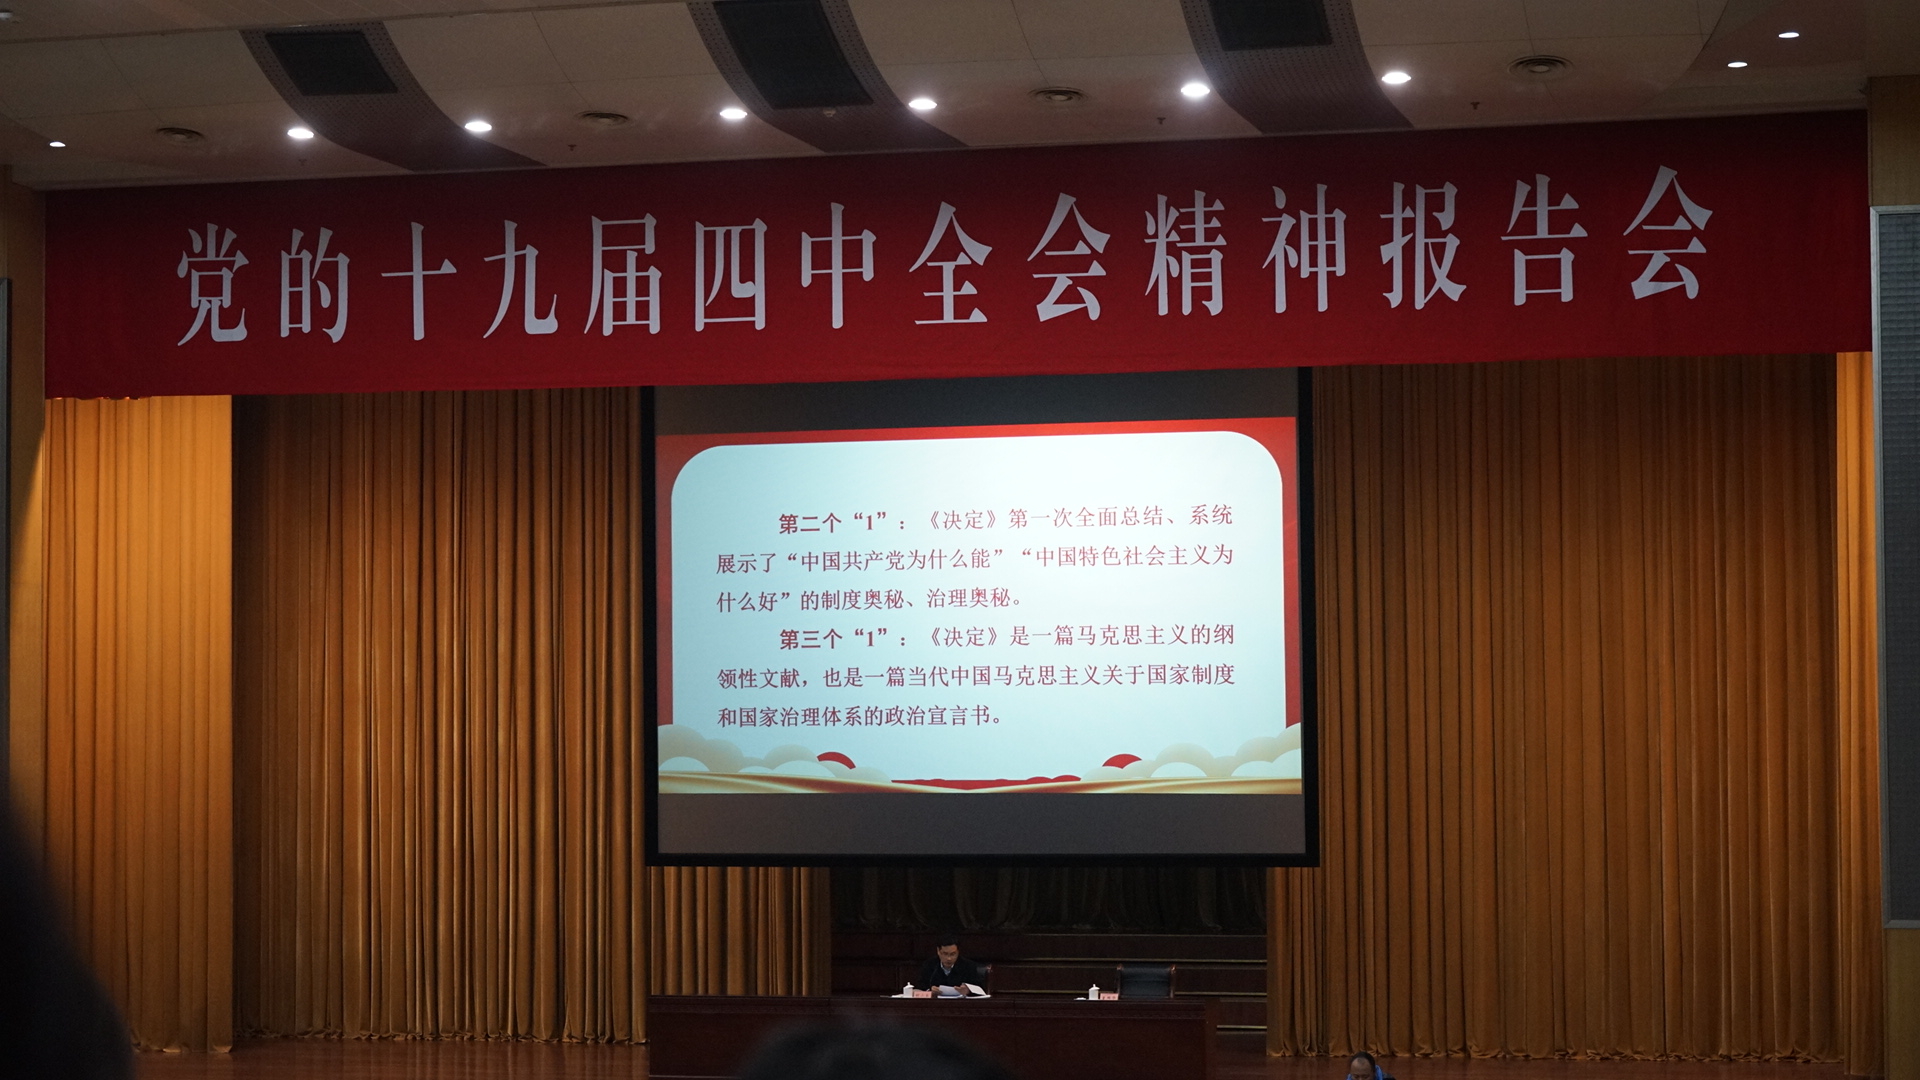 党的十九届四中全会精神报告会
第二个“1”：《决定》第一次全面总结、系统
展示了“中国共产党为什么能”“中国特色社会主义为
什么好”的制度奥秘、治理奥秘。
第三个“1”：《决定》是一篇马克思主义的纲
领性文献，也是一篇当代中国马克思主义关于国家制度
和国家治理体系的政治宣言书。